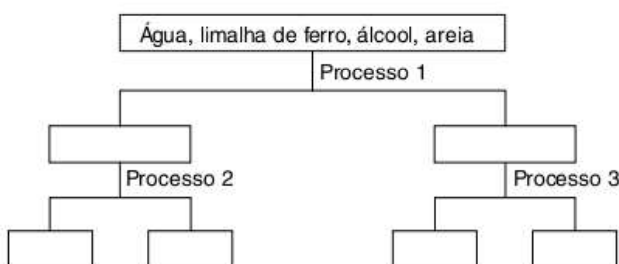 Água, limalha de ferro, álcool, areia
Processo 1
Processo 2
Processo 3